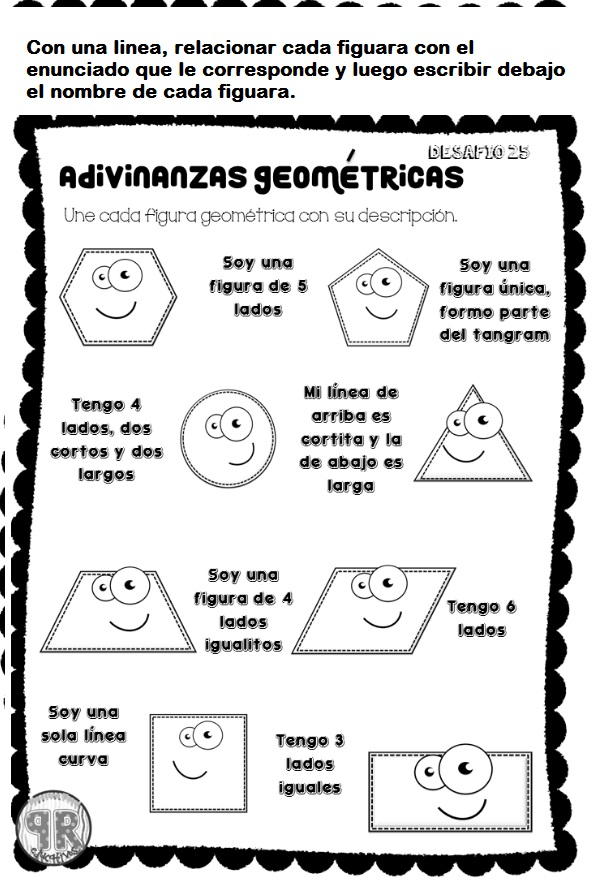 Con una linea, relacionar cada figuara con el
enunciado que le corresponde y luego escribir debajo
el nombre de cada figuara.
DESAFIO 25
Adivinanzas geométricas
Une cada figura geométrica con su descripción.
Soy una
figura de 5
lados
Soy una
figura única,
formo parte
del tangram
Tengo 4
lados, dos
cortos y dos
largos
Mi línea de
arriba es
cortita y la
de abajo es
larga
Soy una
figura de 4
lados
igualitos
Tengo 6
lados
Soy una
sola línea
curva
Tengo 3
lados
iguales
PR